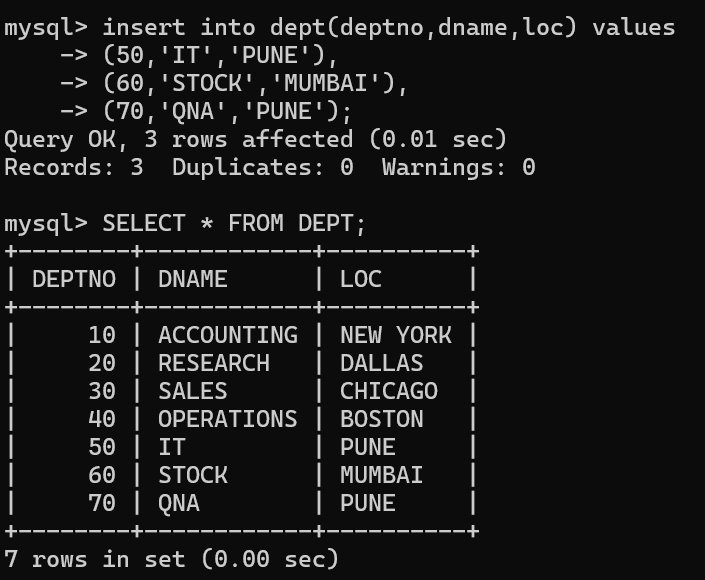 mysql> insert into dept(deptno,dname,loc) values
    -> (50,'IT','PUNE'),
    -> (60,'STOCK','MUMBAI'),
    -> (70,'QNA','PUNE');
Query OK, 3 rows affected (0.01 sec)
Records: 3  Duplicates: 0  Warnings: 0

mysql> SELECT * FROM DEPT;
+--------+------------+----------+
| DEPTNO | DNAME      | LOC      |
+--------+------------+----------+
|     10 | ACCOUNTING | NEW YORK |
|     20 | RESEARCH   | DALLAS   |
|     30 | SALES      | CHICAGO  |
|     40 | OPERATIONS | BOSTON   |
|     50 | IT         | PUNE     |
|     60 | STOCK      | MUMBAI   |
|     70 | QNA        | PUNE     |
+--------+------------+----------+
7 rows in set (0.00 sec)